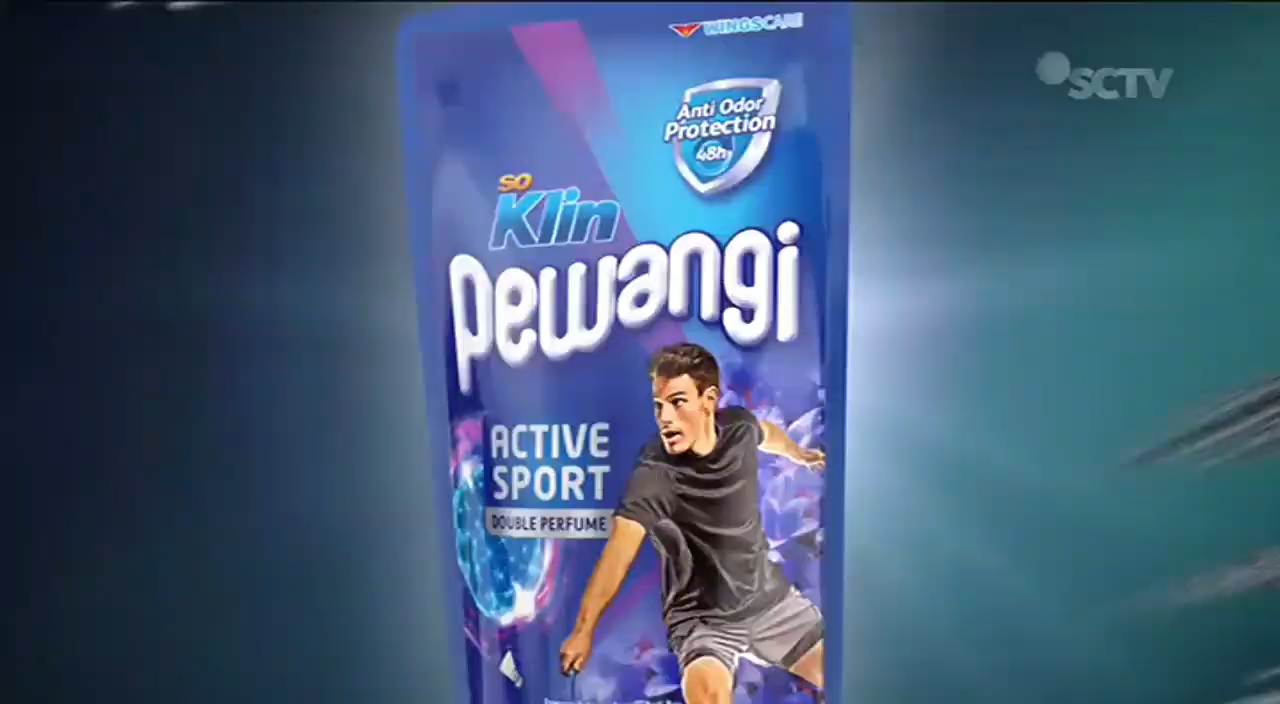 WINGSCARE
SCTV
Anti Odor
Protection
48h
SO
Klin
pewangi
ACTIVE
SPORT
DOUBLE PERFUME